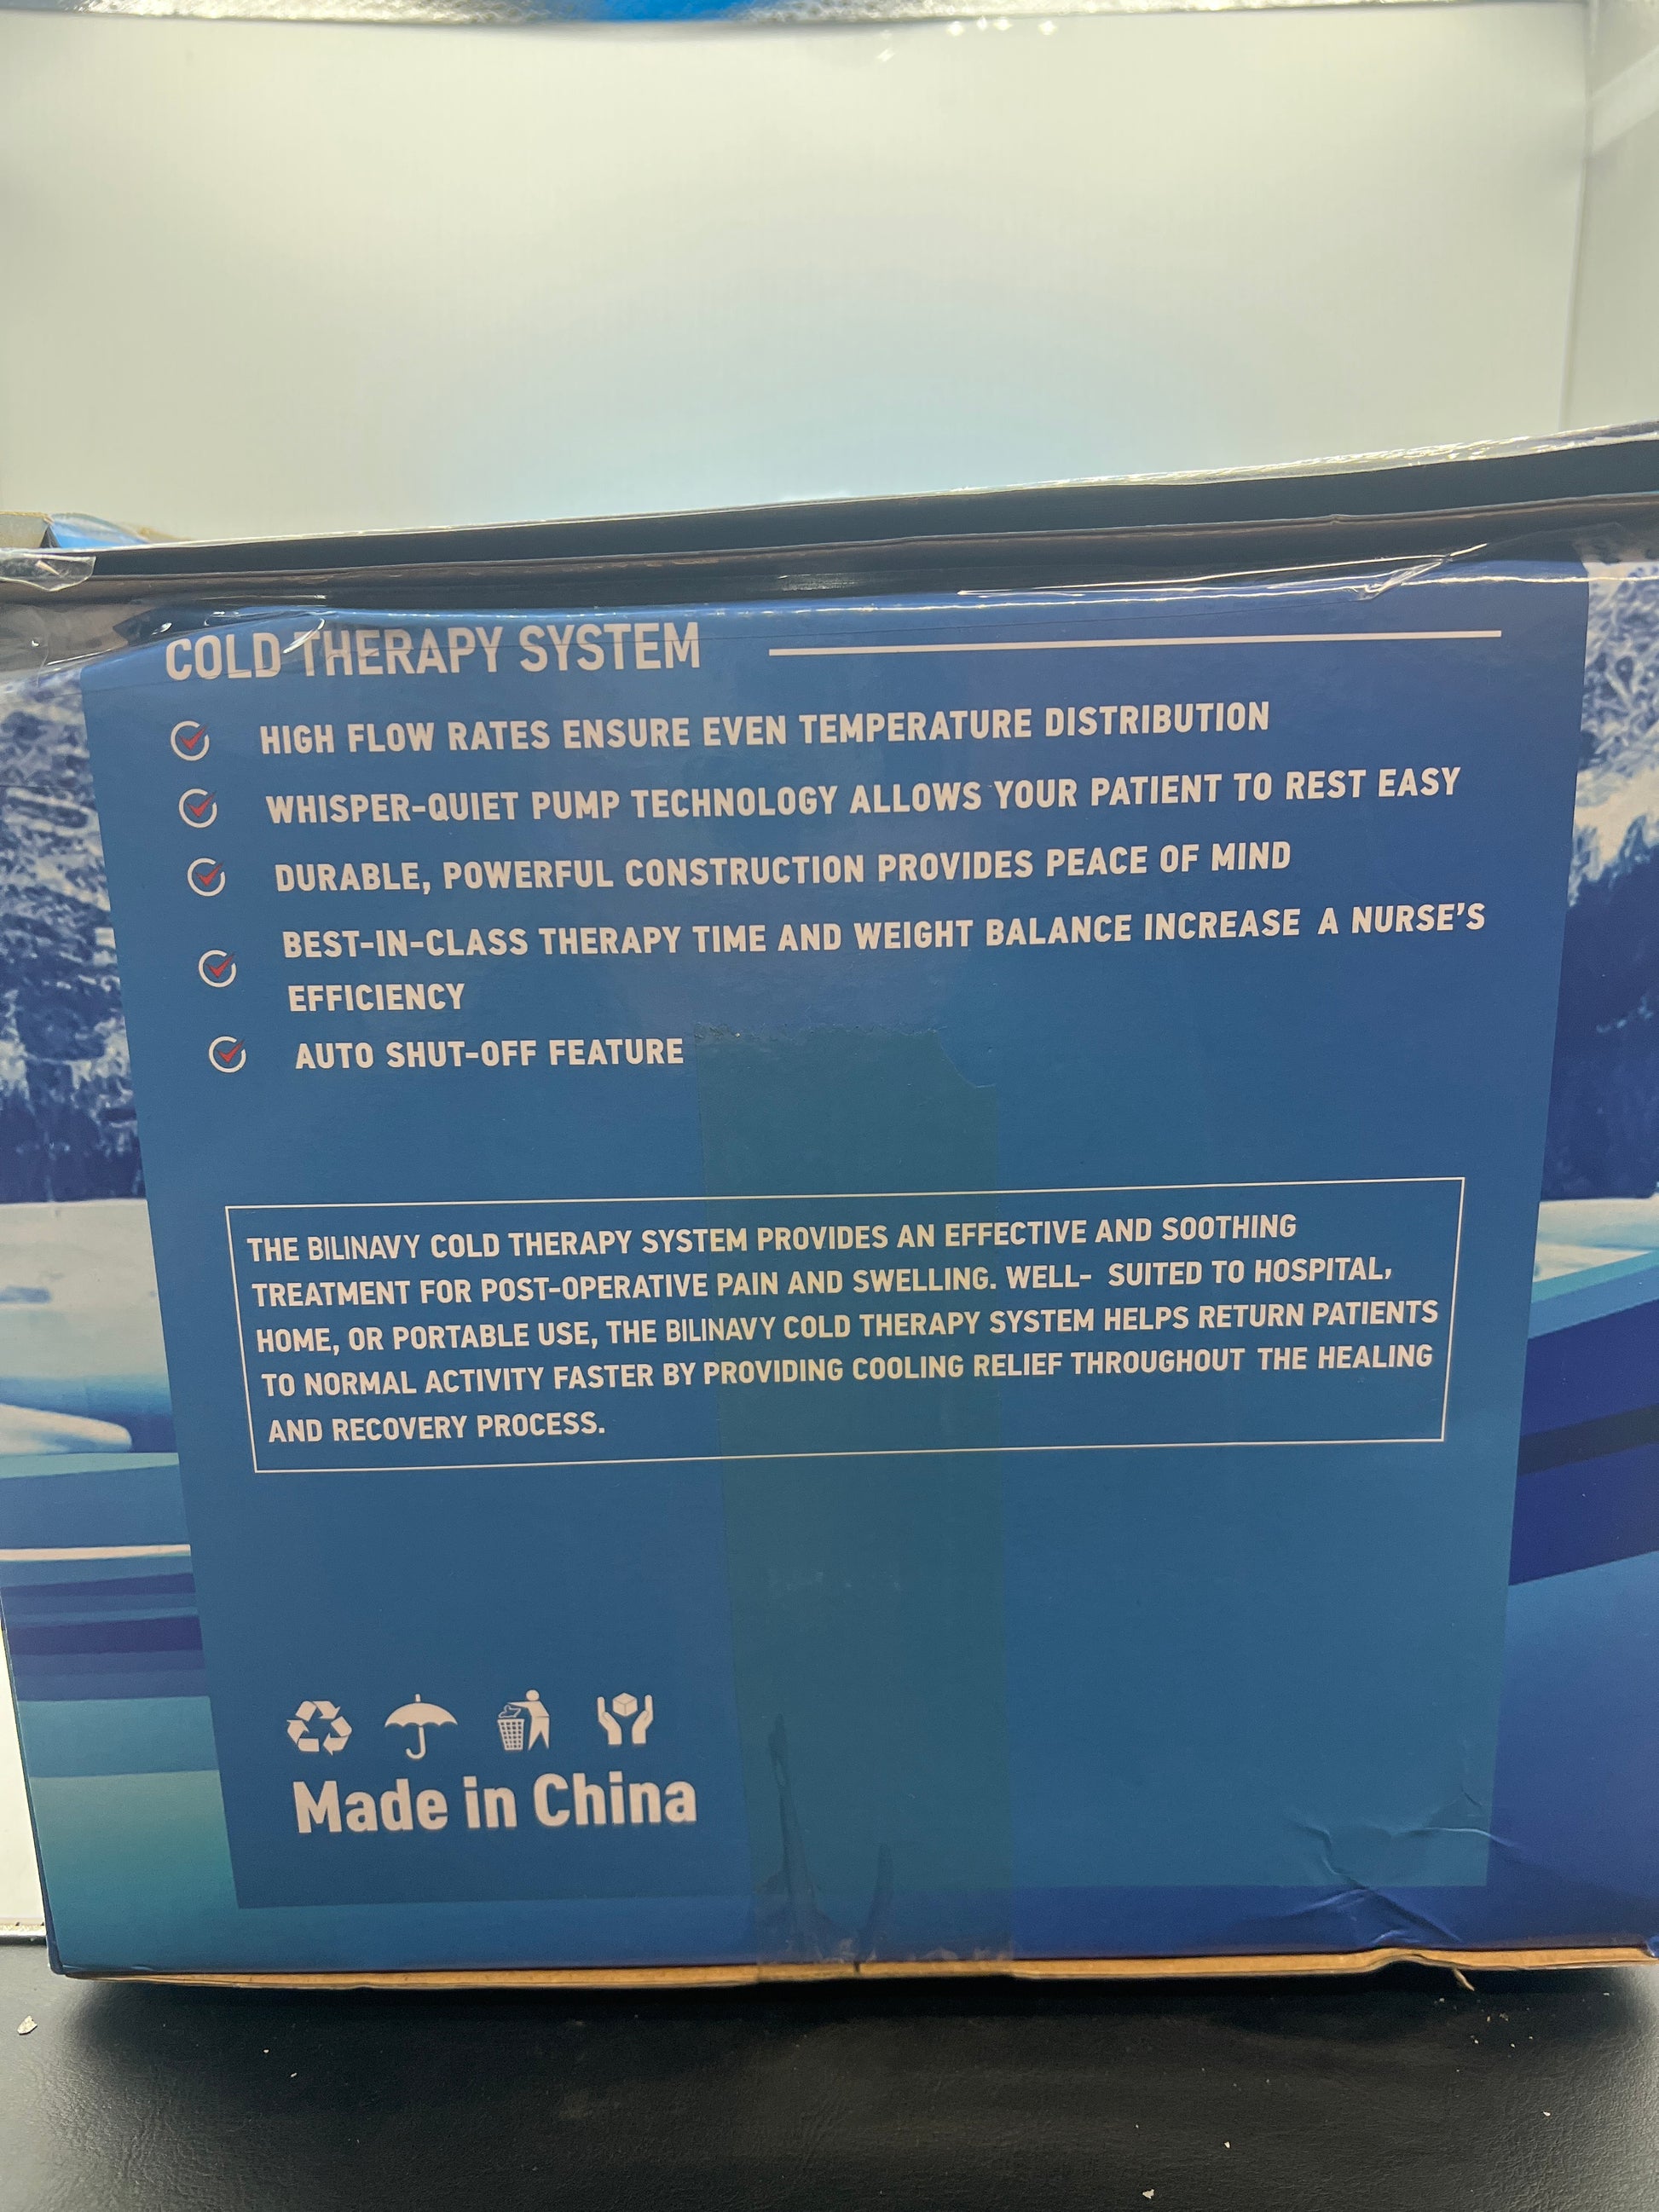 COLD THERAPY SYSTEM
HIGH FLOW RATES ENSURE EVEN TEMPERATURE DISTRIBUTION
WHISPER-QUIET PUMP TECHNOLOGY ALLOWS YOUR PATIENT TO REST EASY
DURABLE, POWERFUL CONSTRUCTION PROVIDES PEACE OF MIND
BEST-IN-CLASS THERAPY TIME AND WEIGHT BALANCE INCREASE A NURSE'S
EFFICIENCY
AUTO SHUT-OFF FEATURE
THE BILINAVY COLD THERAPY SYSTEM PROVIDES AN EFFECTIVE AND SOOTHING
TREATMENT FOR POST-OPERATIVE PAIN AND SWELLING. WELL- SUITED TO HOSPITAL,
HOME, OR PORTABLE USE, THE BILINAVY COLD THERAPY SYSTEM HELPS RETURN PATIENTS
TO NORMAL ACTIVITY FASTER BY PROVIDING COOLING RELIEF THROUGHOUT THE HEALING
AND RECOVERY PROCESS.
Made in China